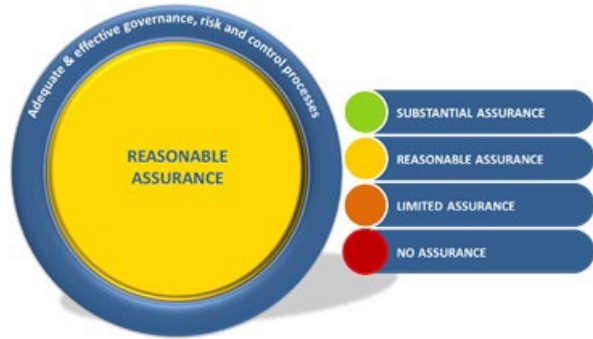 Adequate & effective governance, risk and control processes
REASONABLE
ASSURANCE
SUBSTANTIAL ASSURANCE
REASONABLE ASSURANCE
LIMITED ASSURANCE
NO ASSURANCE